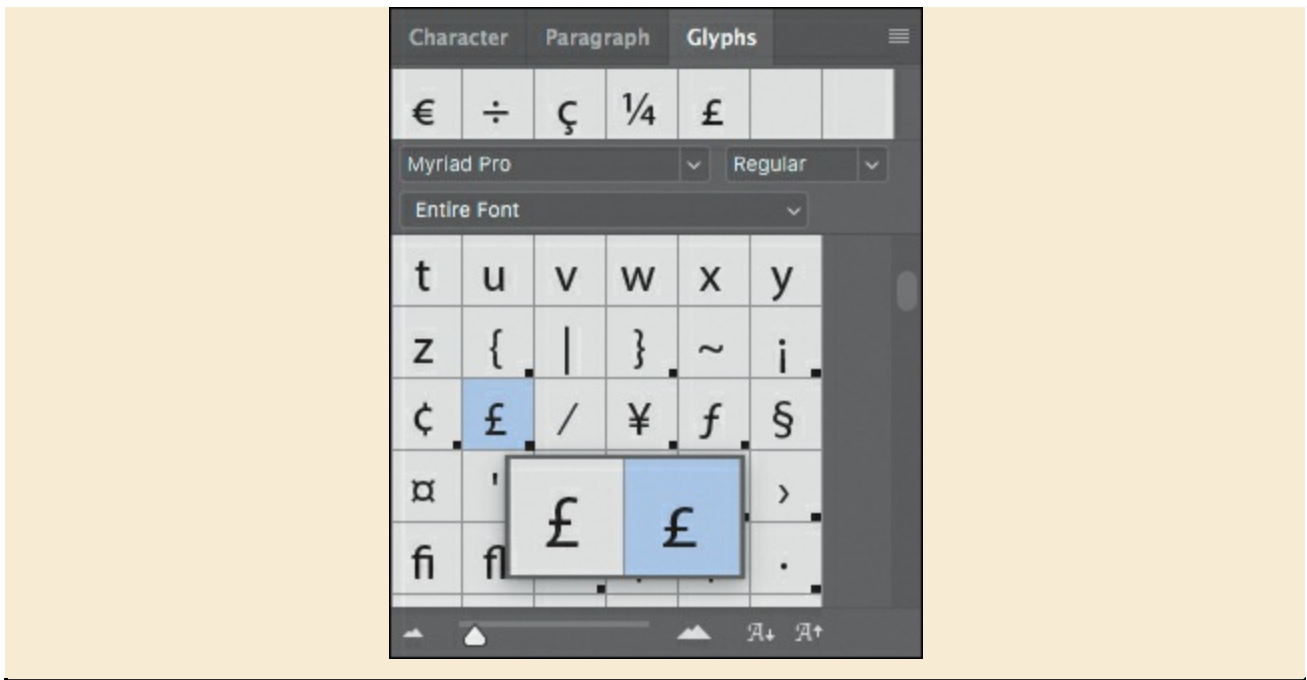 Character Paragraph Glyphs
€ ÷ ç ¼ £
Myriad Pro Regular
Entire Font
t u v w x y
z { | } ~ ¡
¢ £ ⁄ ¥ ƒ §
¤ ' ›
£ £
fi fl ·